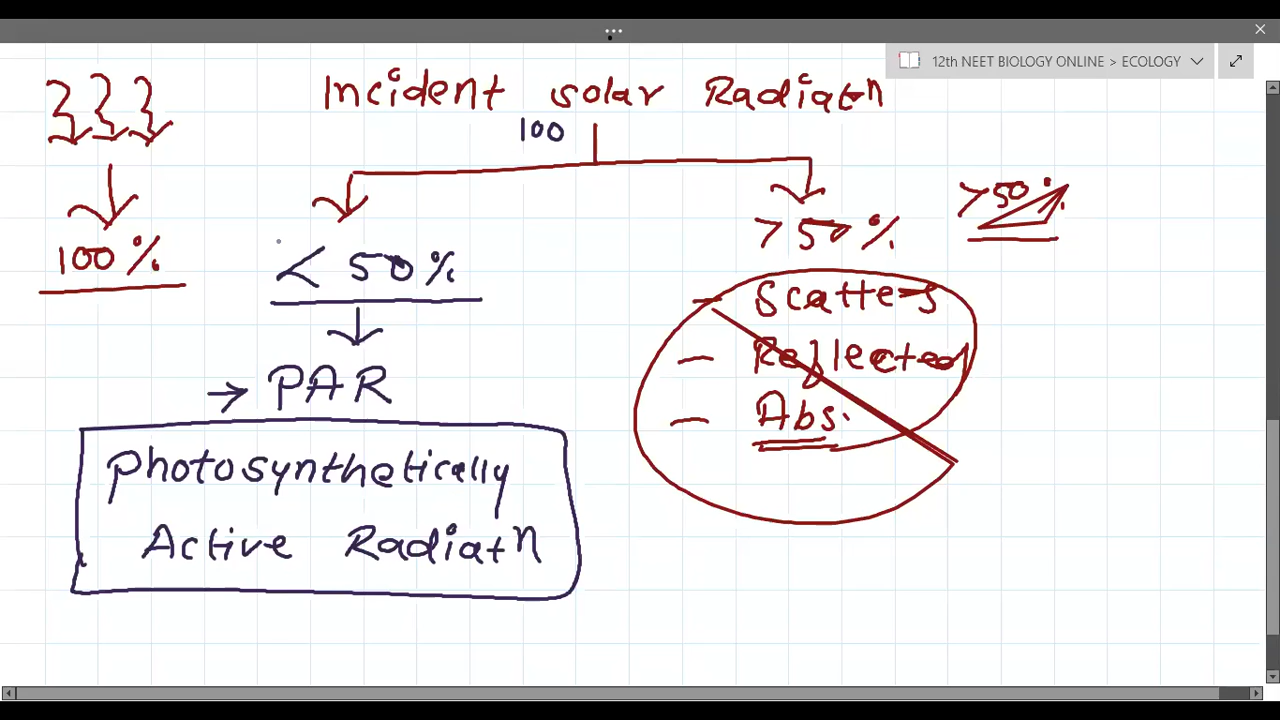 12th NEET BIOLOGY ONLINE > ECOLOGY
Incident solar Radiatn
100
100%
< 50%
PAR
Photosynthetically
Active Radiatn
> 50%
- Scatters
- Reflected
- Abs.
> 50%